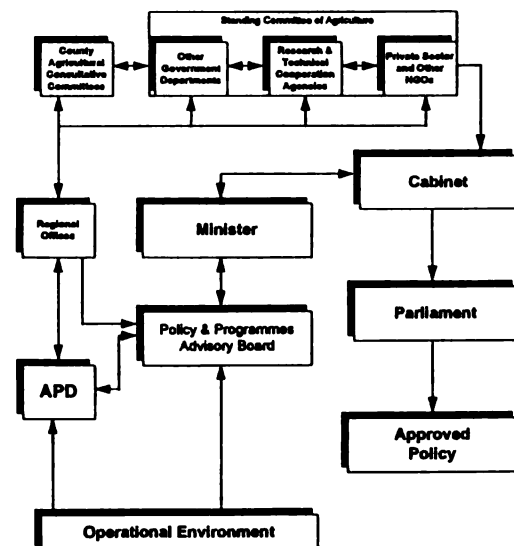 Standing Committee of Agriculture
County
Agricultural
Consultative
Committees
Other
Government
Departments
Research &
Technical
Cooperation
Agencies
Private Sector
and Other
NGOs
Cabinet
Regional
Offices
Minister
Parliament
Policy & Programmes
Advisory Board
APD
Approved
Policy
Operational Environment